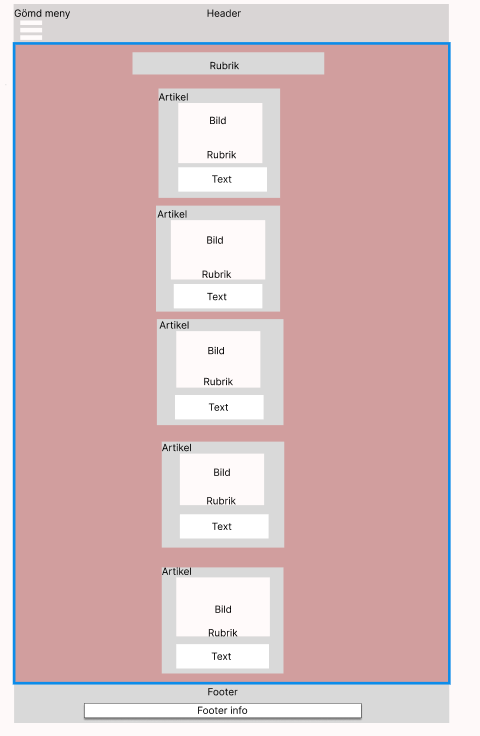 Gömd meny
Header
Rubrik
Artikel
Bild
Rubrik
Text
Artikel
Bild
Rubrik
Text
Artikel
Bild
Rubrik
Text
Artikel
Bild
Rubrik
Text
Artikel
Bild
Rubrik
Text
Footer
Footer info